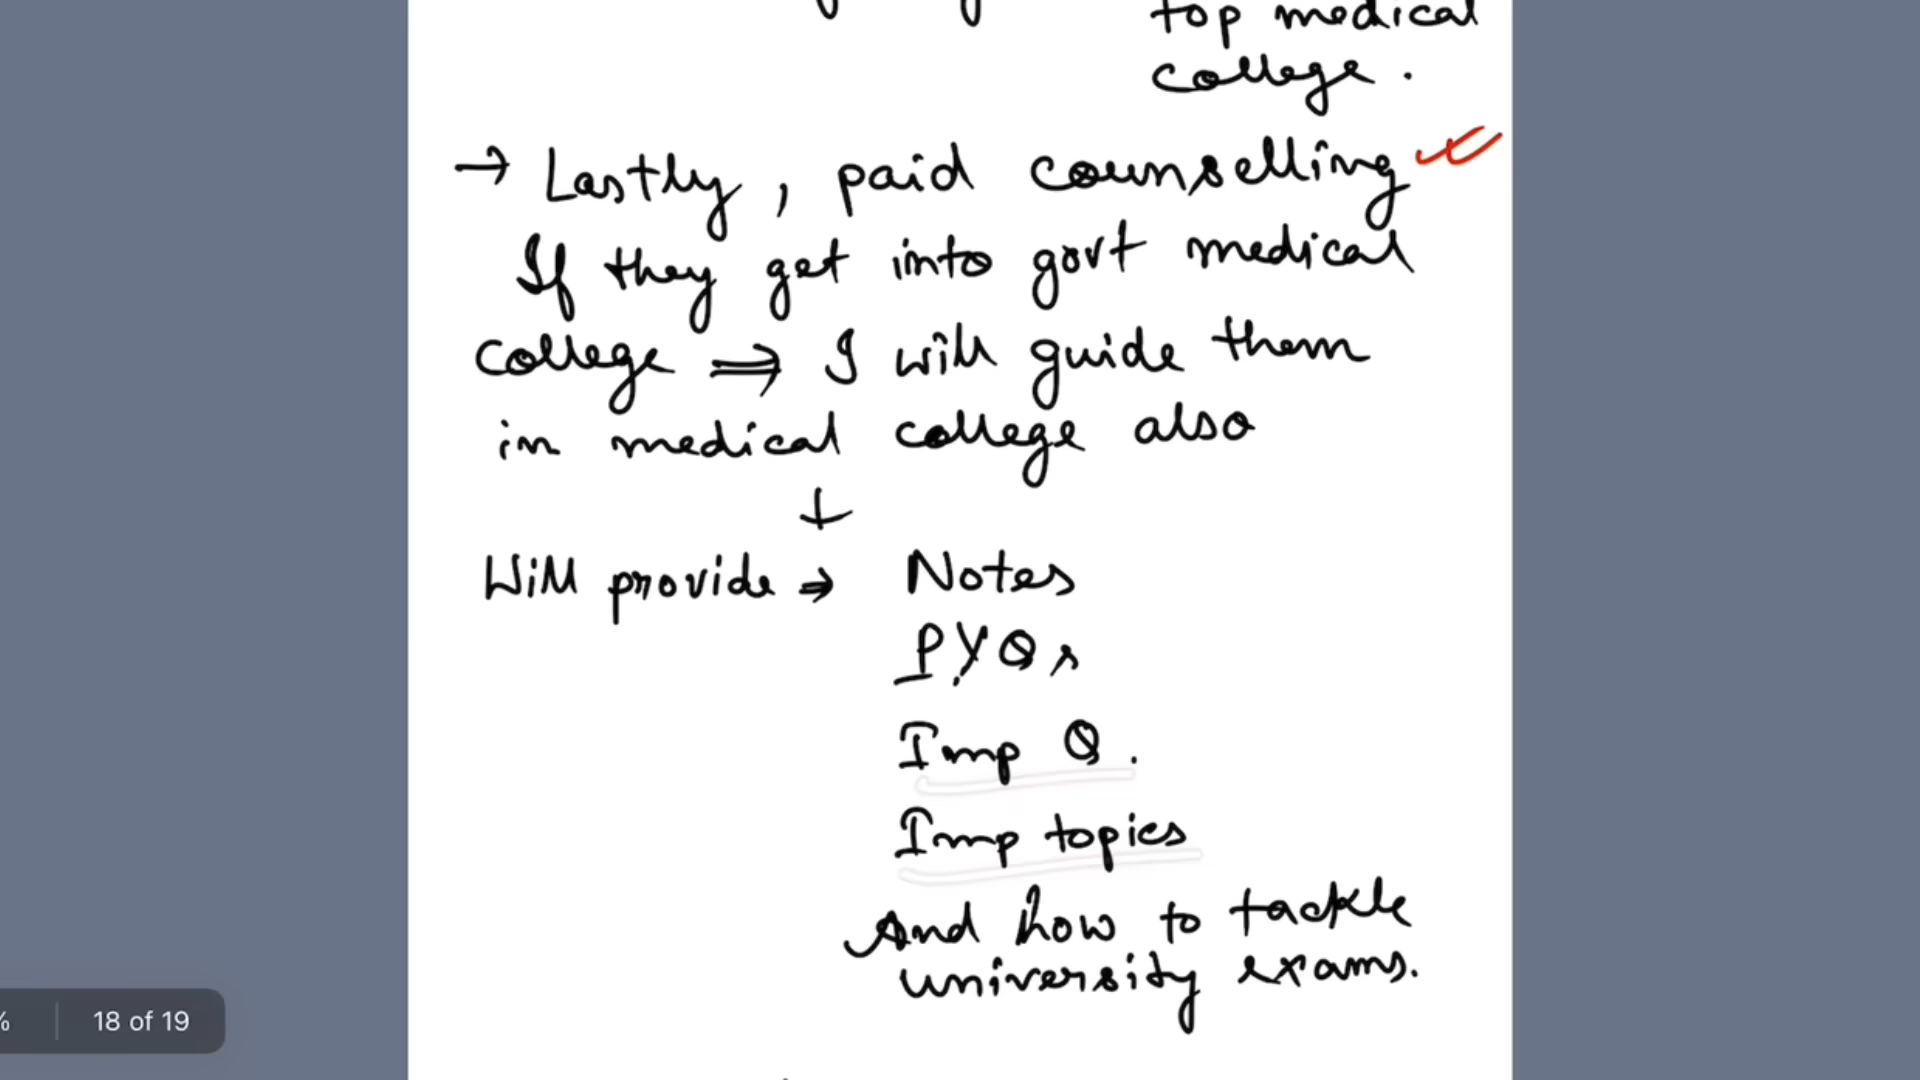 top medical
college.
→ Lastly, paid counselling
If they get into govt medical
college ⇒ I will guide them
in medical college also
+
Will provide → Notes
PYQs
Imp Q.
Imp topics
And how to tackle
university exams.
18 of 19